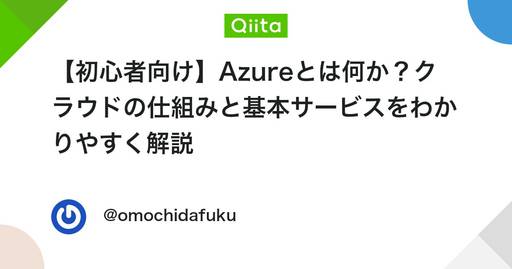 Qiita
【初心者向け】Azureとは何か？ク
ラウドの仕組みと基本サービスをわか
りやすく解説
@omochidafuku